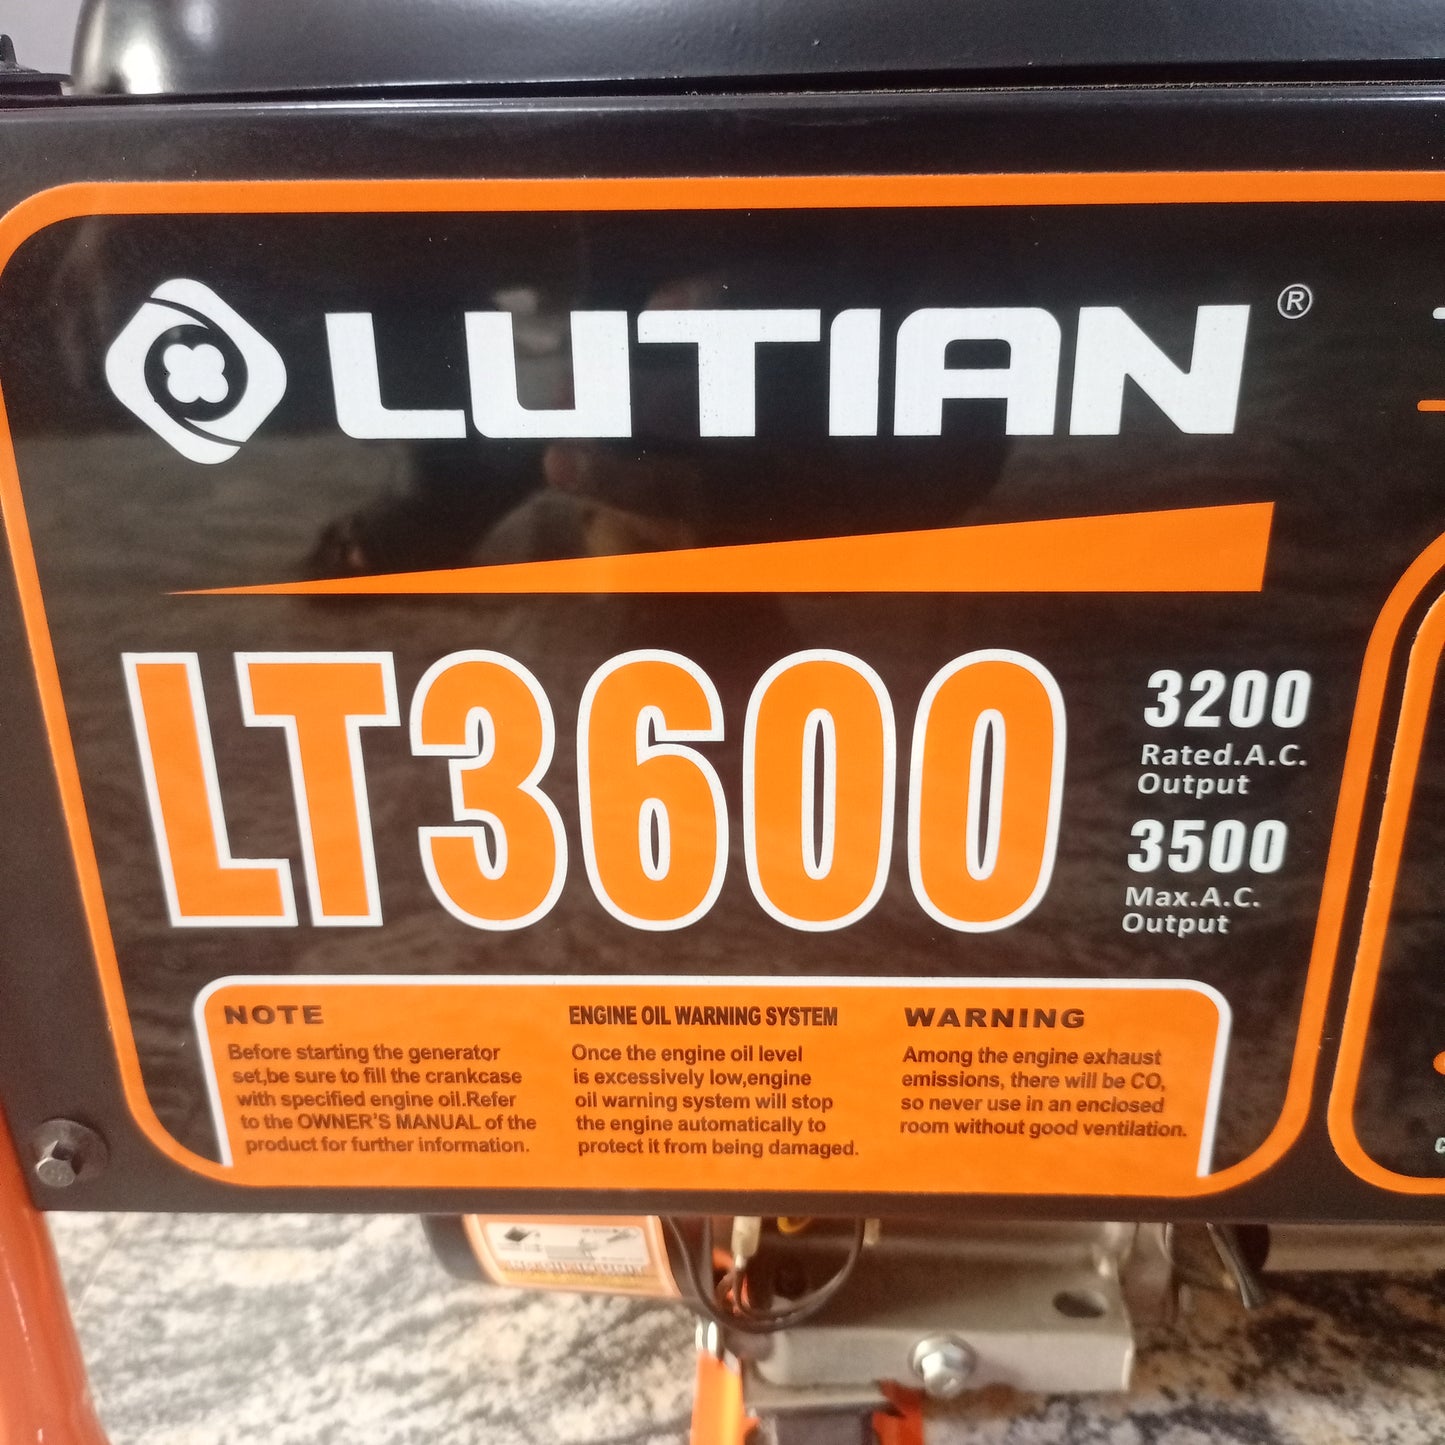 LUTIAN®
LT3600
3200
Rated.A.C.
Output
3500
Max.A.C.
Output
NOTE
Before starting the generator
set,be sure to fill the crankcase
with specified engine oil.Refer
to the OWNER'S MANUAL of the
product for further information.
ENGINE OIL WARNING SYSTEM
Once the engine oil level
is excessively low,engine
oil warning system will stop
the engine automatically to
protect it from being damaged.
WARNING
Among the engine exhaust
emissions, there will be CO,
so never use in an enclosed
room without good ventilation.